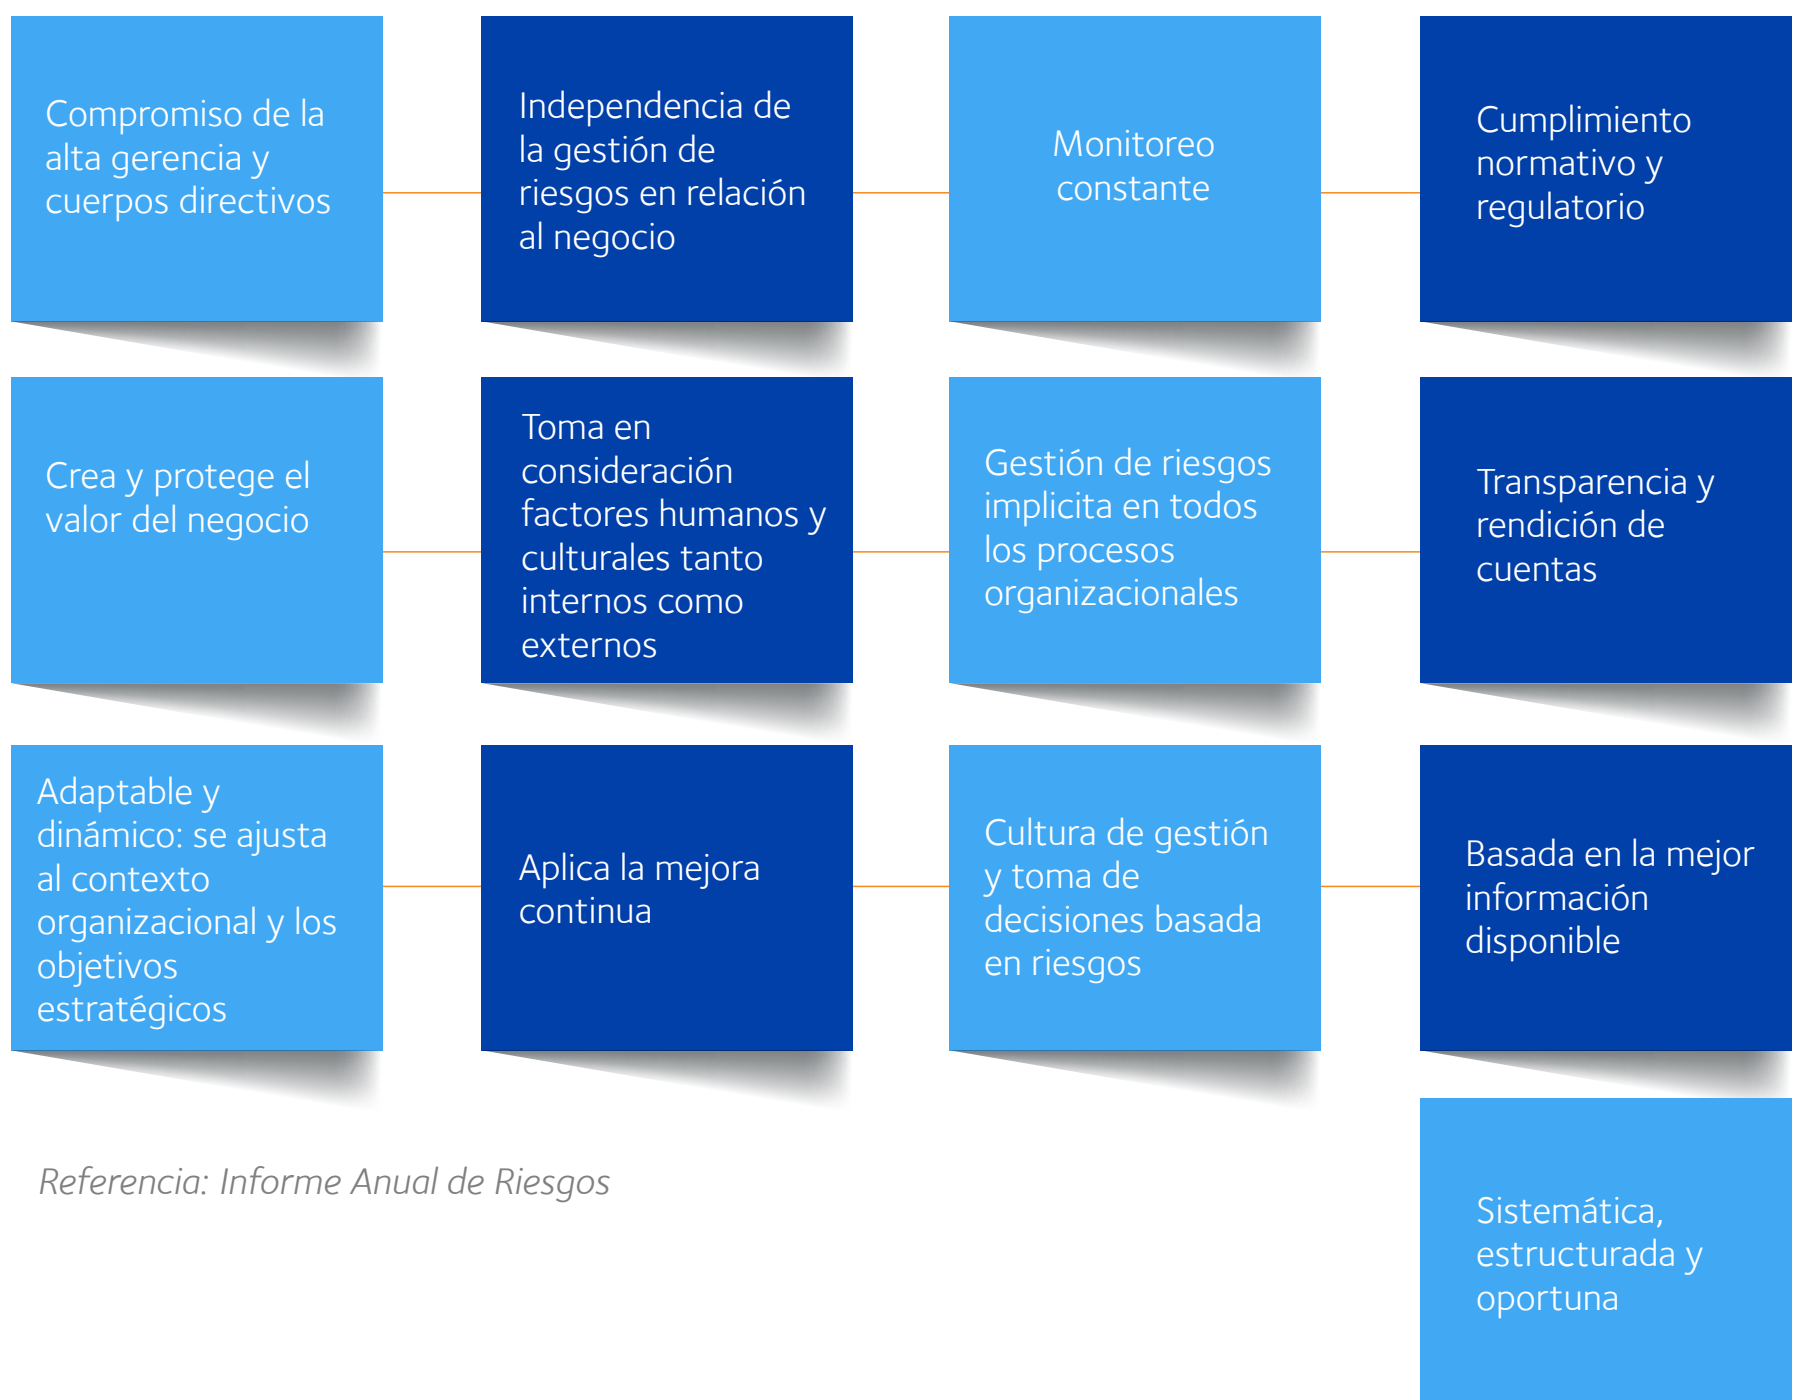 Compromiso de la
alta gerencia y
cuerpos directivos
Independencia de
la gestión de
riesgos en relación
al negocio
Monitoreo
constante
Cumplimiento
normativo y
regulatorio
Crea y protege el
valor del negocio
Toma en
consideración
factores humanos y
culturales tanto
internos como
externos
Gestión de riesgos
implicita en todos
los procesos
organizacionales
Transparencia y
rendición de
cuentas
Adaptable y
dinámico: se ajusta
al contexto
organizacional y los
objetivos
estratégicos
Aplica la mejora
continua
Cultura de gestión
y toma de
decisiones basada
en riesgos
Basada en la mejor
información
disponible
Referencia: Informe Anual de Riesgos
Sistemática,
estructurada y
oportuna